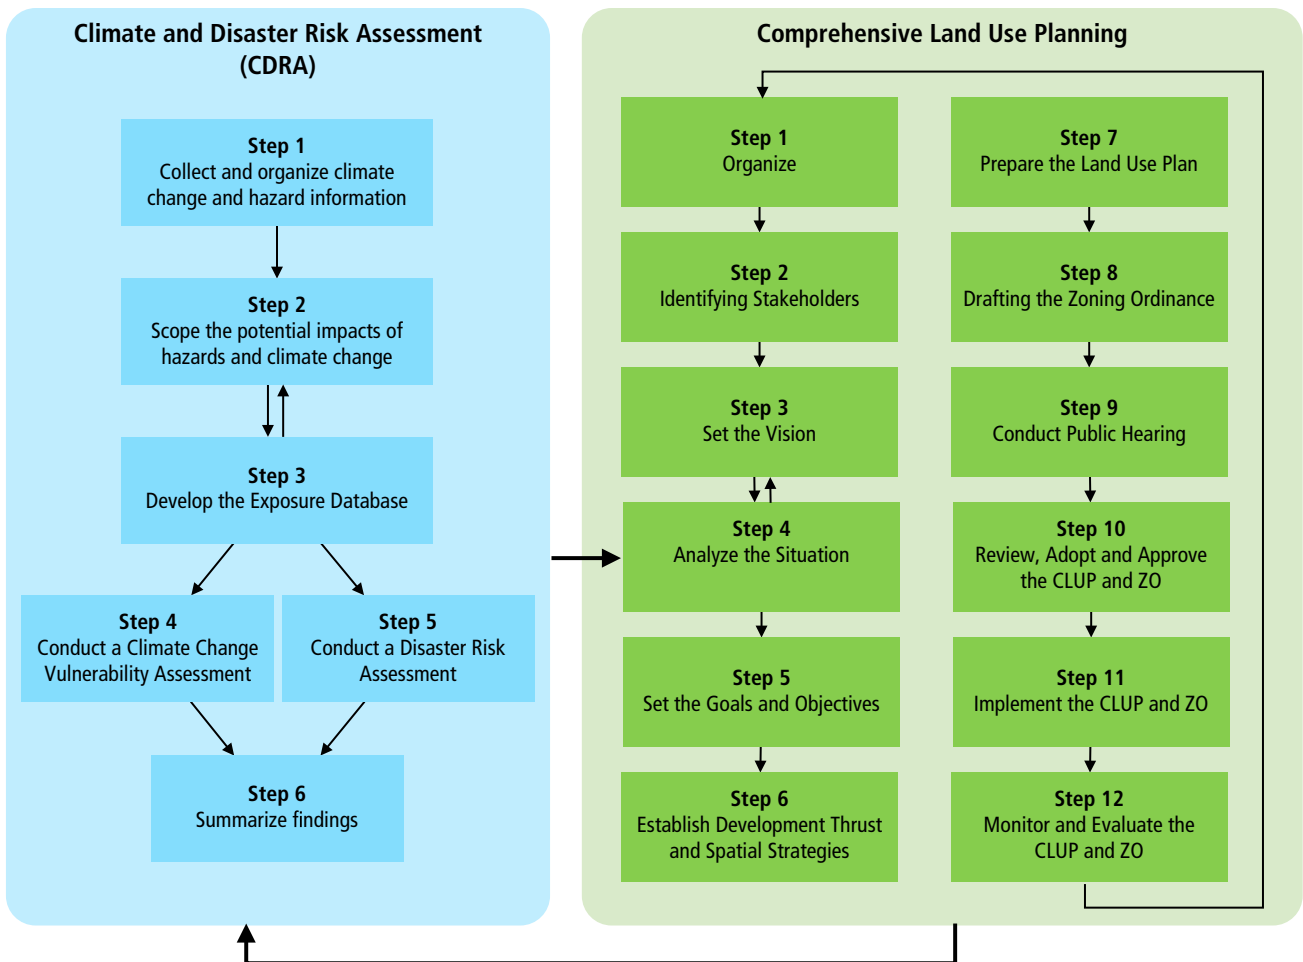 Climate and Disaster Risk Assessment
(CDRA)
Step 1
Collect and organize climate
change and hazard information
Step 2
Scope the potential impacts of
hazards and climate change
Step 3
Develop the Exposure Database
Step 4
Conduct a Climate Change
Vulnerability Assessment
Step 5
Conduct a Disaster Risk
Assessment
Step 6
Summarize findings
Comprehensive Land Use Planning
Step 1
Organize
Step 2
Identifying Stakeholders
Step 3
Set the Vision
Step 4
Analyze the Situation
Step 5
Set the Goals and Objectives
Step 6
Establish Development Thrust
and Spatial Strategies
Step 7
Prepare the Land Use Plan
Step 8
Drafting the Zoning Ordinance
Step 9
Conduct Public Hearing
Step 10
Review, Adopt and Approve
the CLUP and ZO
Step 11
Implement the CLUP and ZO
Step 12
Monitor and Evaluate the
CLUP and ZO